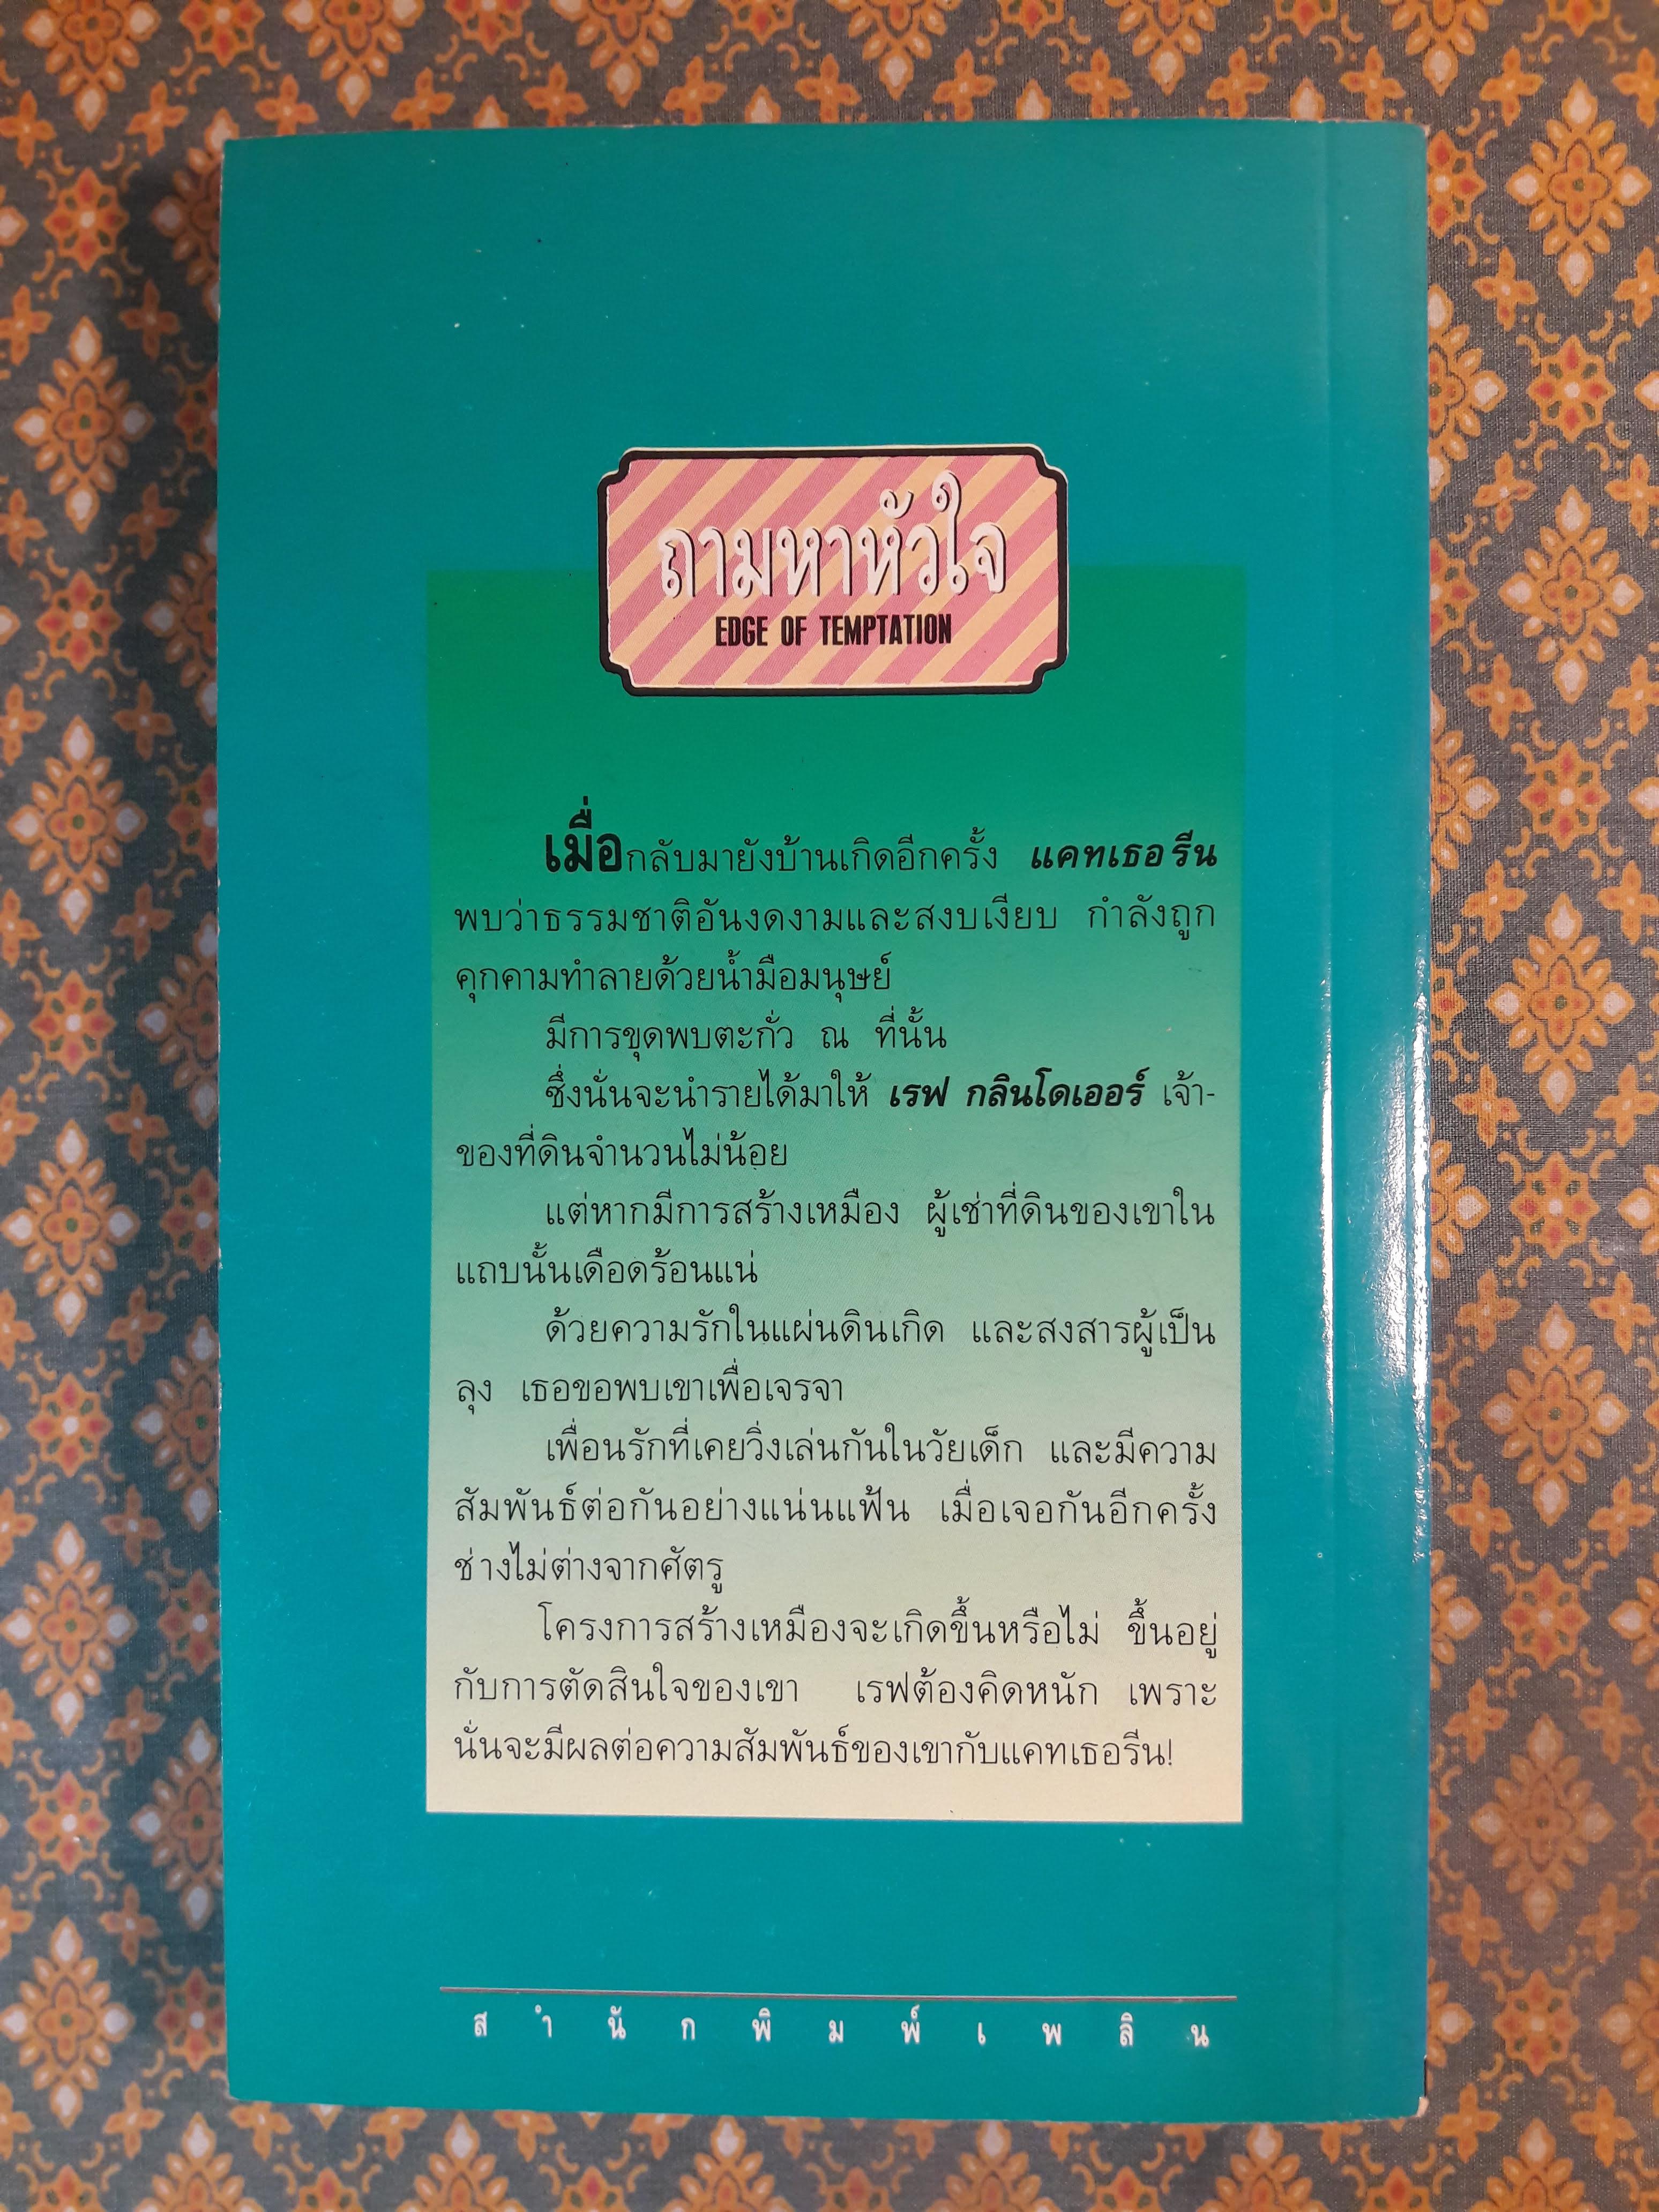 ถามหาหัวใจ
EDGE OF TEMPTATION
เมื่อกลับมายังบ้านเกิดอีกครั้ง แคทเธอรีน
พบว่าธรรมชาติอันงดงามและสงบเงียบ กำลังถูก
คุกคามทำลายด้วยน้ำมือมนุษย์
มีการขุดพบตะกั่ว ณ ที่นั้น
ซึ่งนั่นจะนำรายได้มาให้ เรฟ กลินโดเออร์ เจ้า-
ของที่ดินจำนวนไม่น้อย
แต่หากมีการสร้างเหมือง ผู้เช่าที่ดินของเขาใน
แถบนั้นเดือดร้อนแน่
ด้วยความรักในแผ่นดินเกิด และสงสารผู้เป็น
ลุง เธอขอพบเขาเพื่อเจรจา
เพื่อนรักที่เคยวิ่งเล่นกันในวัยเด็ก และมีความ
สัมพันธ์ต่อกันอย่างแน่นแฟ้น เมื่อเจอกันอีกครั้ง
ช่างไม่ต่างจากศัตรู
โครงการสร้างเหมืองจะเกิดขึ้นหรือไม่ ขึ้นอยู่
กับการตัดสินใจของเขา เรฟต้องคิดหนัก เพราะ
นั่นจะมีผลต่อความสัมพันธ์ของเขากับแคทเธอรีน!
สำนักพิมพ์เพลิน